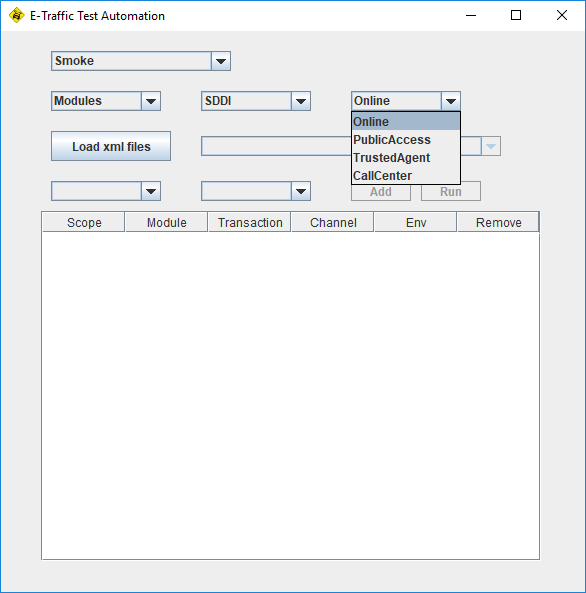 E-Traffic Test Automation
Smoke
Modules SDDI Online
Online
PublicAccess
TrustedAgent
CallCenter
Load xml files
Add Run
Scope Module Transaction Channel Env Remove